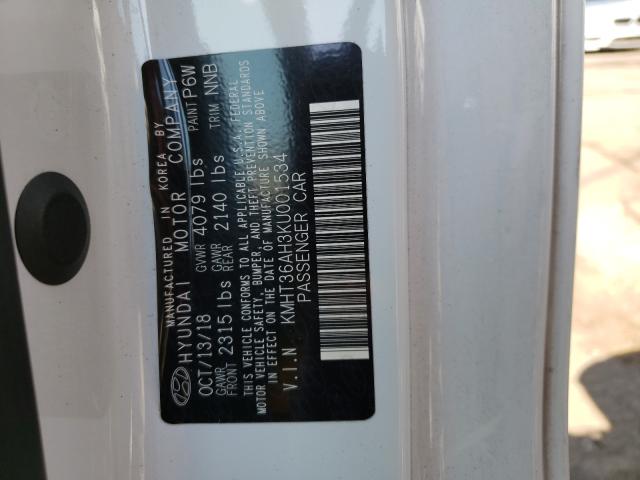 MANUFACTURED IN KOREA BY
HYUNDAI MOTOR COMPANY
OCT/13/18 GVWR 4079 lbs PAINT P6W
GAWR FRONT 2315 lbs GAWR REAR 2140 lbs TRIM NNB
THIS VEHICLE CONFORMS TO ALL APPLICABLE U.S.A. FEDERAL
MOTOR VEHICLE SAFETY, BUMPER, AND THEFT PREVENTION STANDARDS
IN EFFECT ON THE DATE OF MANUFACTURE SHOWN ABOVE
V.I.N KMHT36AH3KU001534
PASSENGER CAR